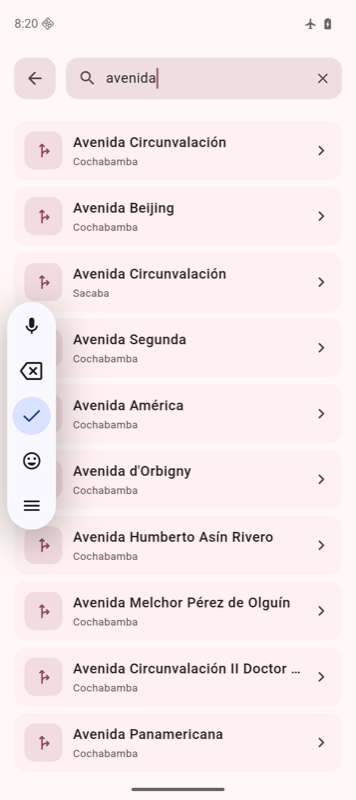 8:20
avenida
Avenida Circunvalación
Cochabamba
Avenida Beijing
Cochabamba
Avenida Circunvalación
Sacaba
Avenida Segunda
Cochabamba
Avenida América
Cochabamba
Avenida d'Orbigny
Cochabamba
Avenida Humberto Asín Rivero
Cochabamba
Avenida Melchor Pérez de Olguín
Cochabamba
Avenida Circunvalación II Doctor ...
Cochabamba
Avenida Panamericana
Cochabamba